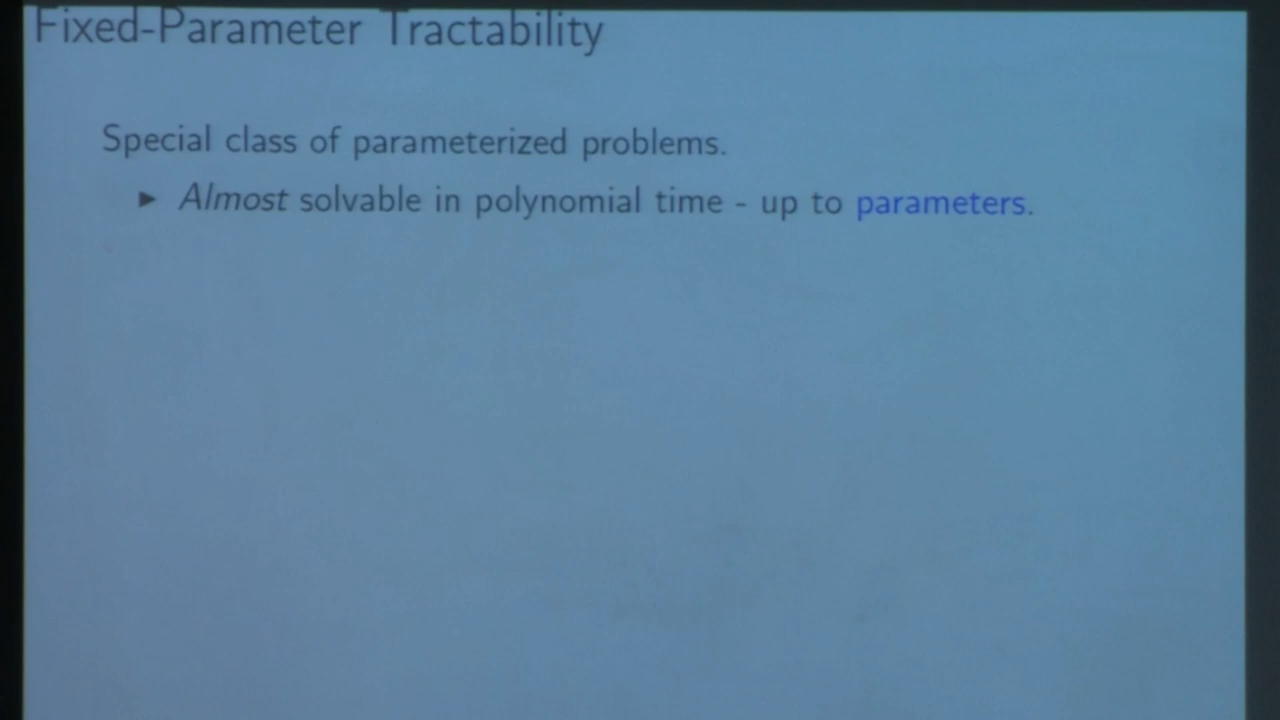 Fixed-Parameter Tractability
Special class of parameterized problems.
▶ Almost solvable in polynomial time - up to parameters.